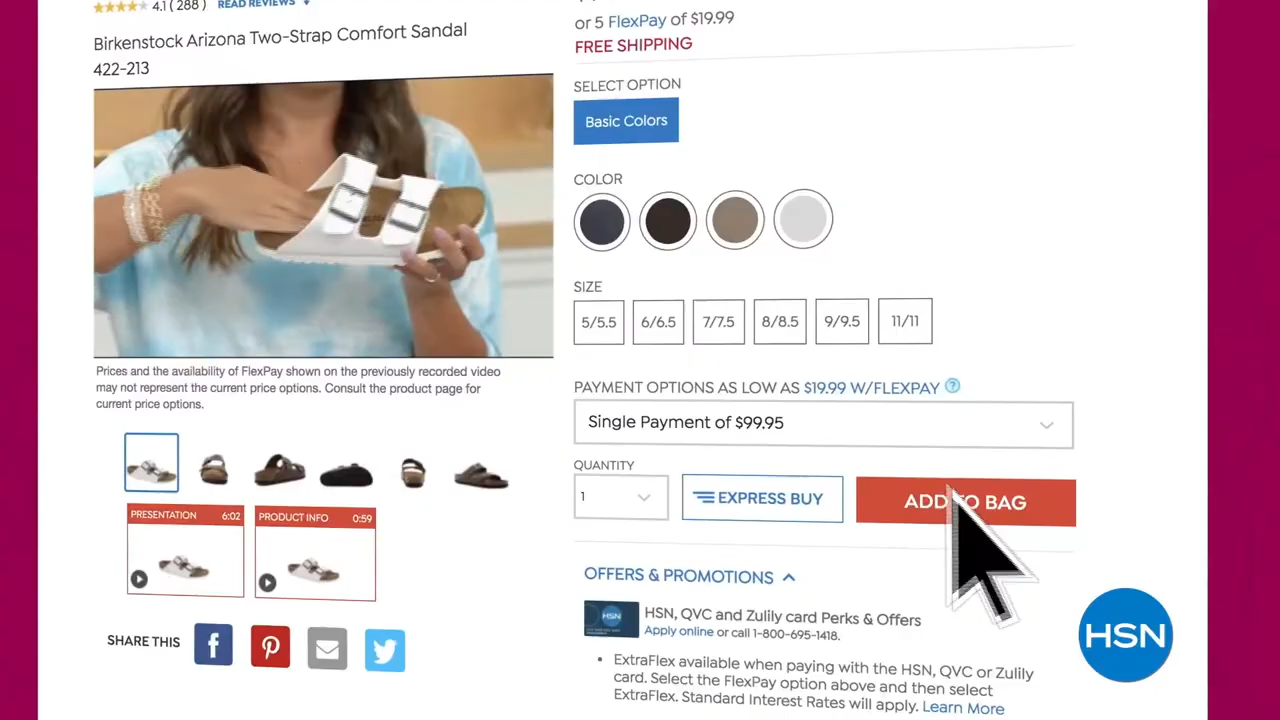 4.1 (288) READ REVIEWS
Birkenstock Arizona Two-Strap Comfort Sandal
422-213
Prices and the availability of FlexPay shown on the previously recorded video
may not represent the current price options. Consult the product page for
current price options.
PRESENTATION 6:02
PRODUCT INFO 0:59
SHARE THIS
or 5 FlexPay of $19.99
FREE SHIPPING
SELECT OPTION
Basic Colors
COLOR
SIZE
5/5.5 6/6.5 7/7.5 8/8.5 9/9.5 11/11
PAYMENT OPTIONS AS LOW AS $19.99 W/FLEXPAY ?
Single Payment of $99.95
QUANTITY
1
EXPRESS BUY
ADD TO BAG
OFFERS & PROMOTIONS
HSN
HSN, QVC and Zulily card Perks & Offers
Apply online or call 1-800-695-1418.
• ExtraFlex available when paying with the HSN, QVC or Zulily
card. Select the FlexPay option above and then select
ExtraFlex. Standard Interest Rates will apply. Learn More
HSN